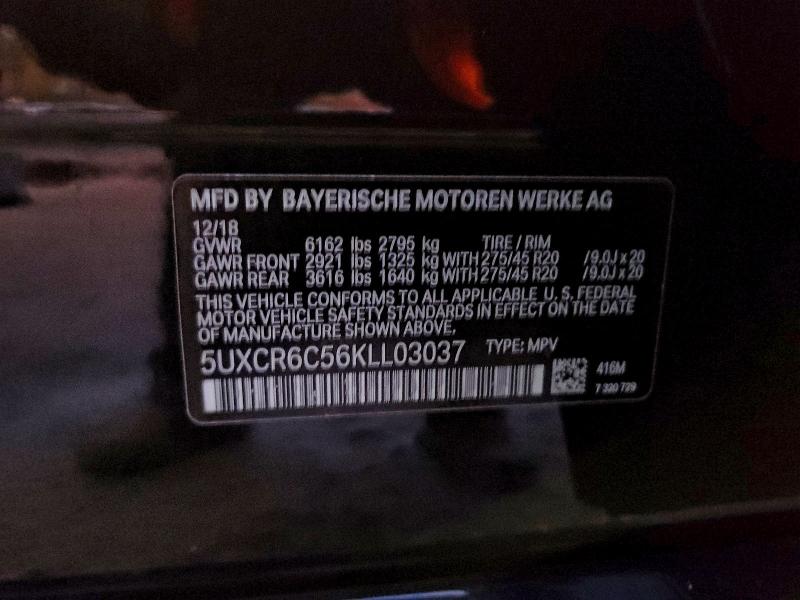 MFD BY BAYERISCHE MOTOREN WERKE AG
12/18
GVWR 6162 lbs 2795 kg TIRE / RIM
GAWR FRONT 2921 lbs 1325 kg WITH 275/45 R20 /9.0J x 20
GAWR REAR 3616 lbs 1640 kg WITH 275/45 R20 /9.0J x 20
THIS VEHICLE CONFORMS TO ALL APPLICABLE U.S. FEDERAL
MOTOR VEHICLE SAFETY STANDARDS IN EFFECT ON THE DATE
OF MANUFACTURE SHOWN ABOVE.
5UXCR6C56KLL03037 TYPE: MPV
416M
7 320 729